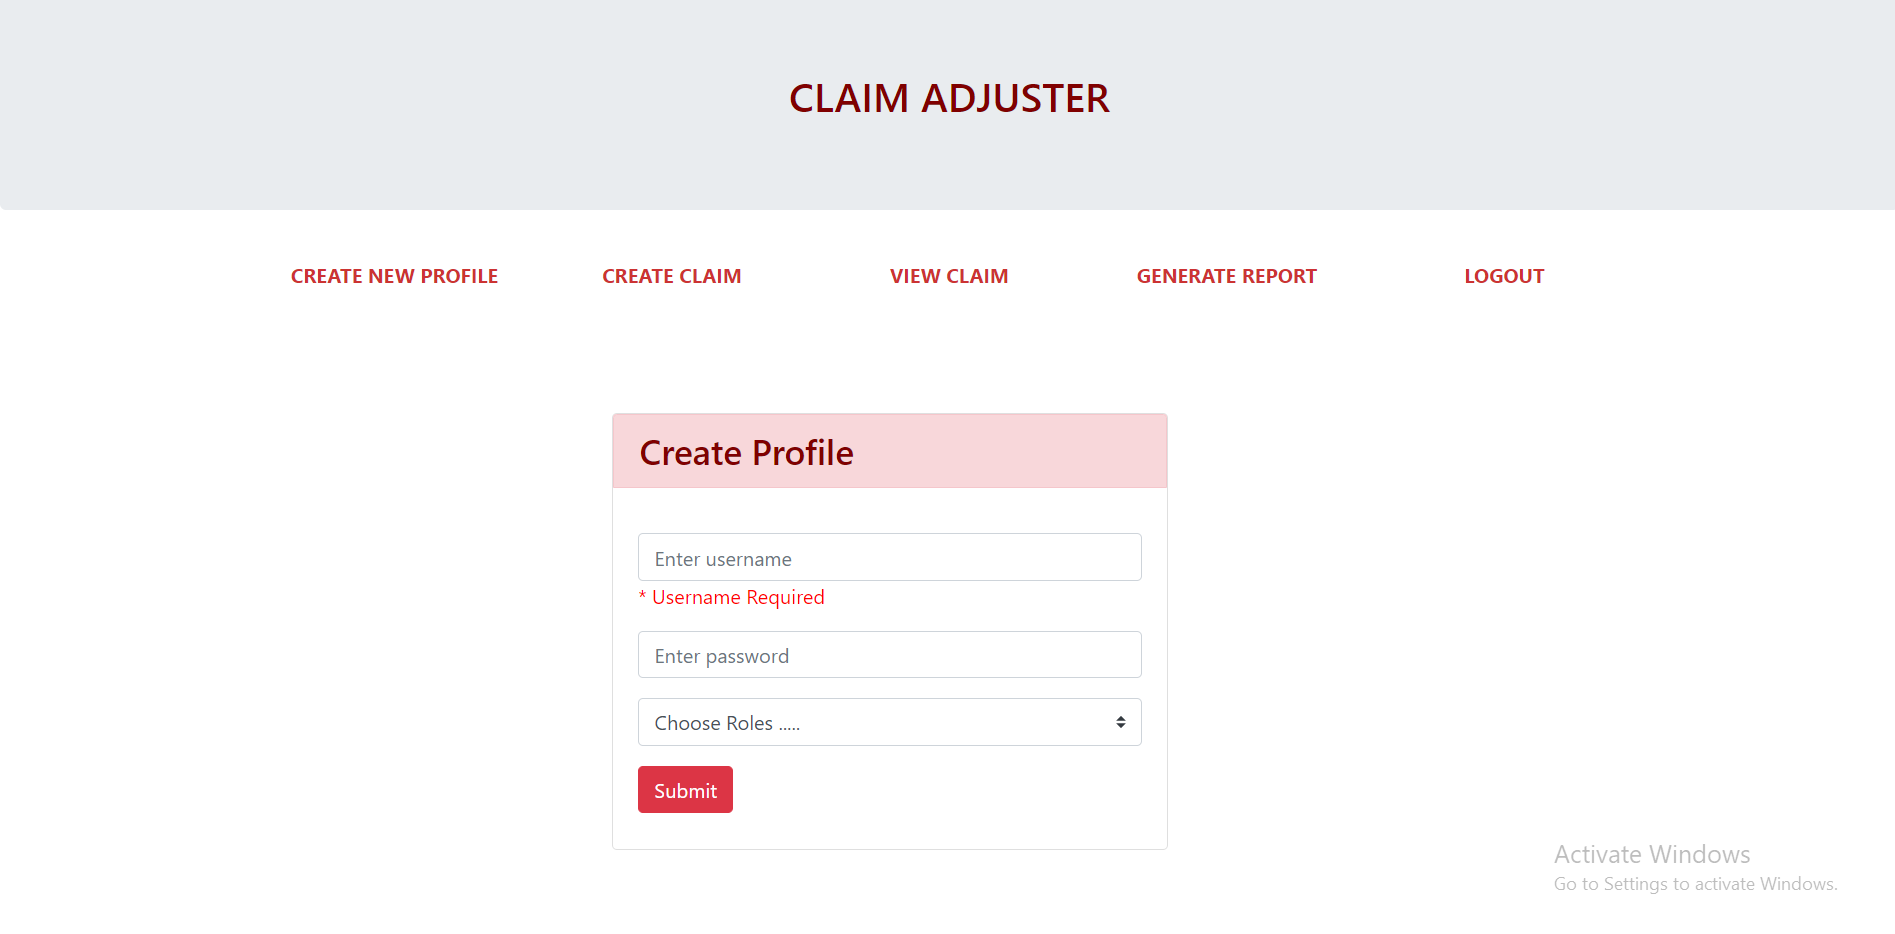 CLAIM ADJUSTER
CREATE NEW PROFILE CREATE CLAIM VIEW CLAIM GENERATE REPORT LOGOUT
Create Profile
Enter username
* Username Required
Enter password
Choose Roles .....
Submit
Activate Windows
Go to Settings to activate Windows.